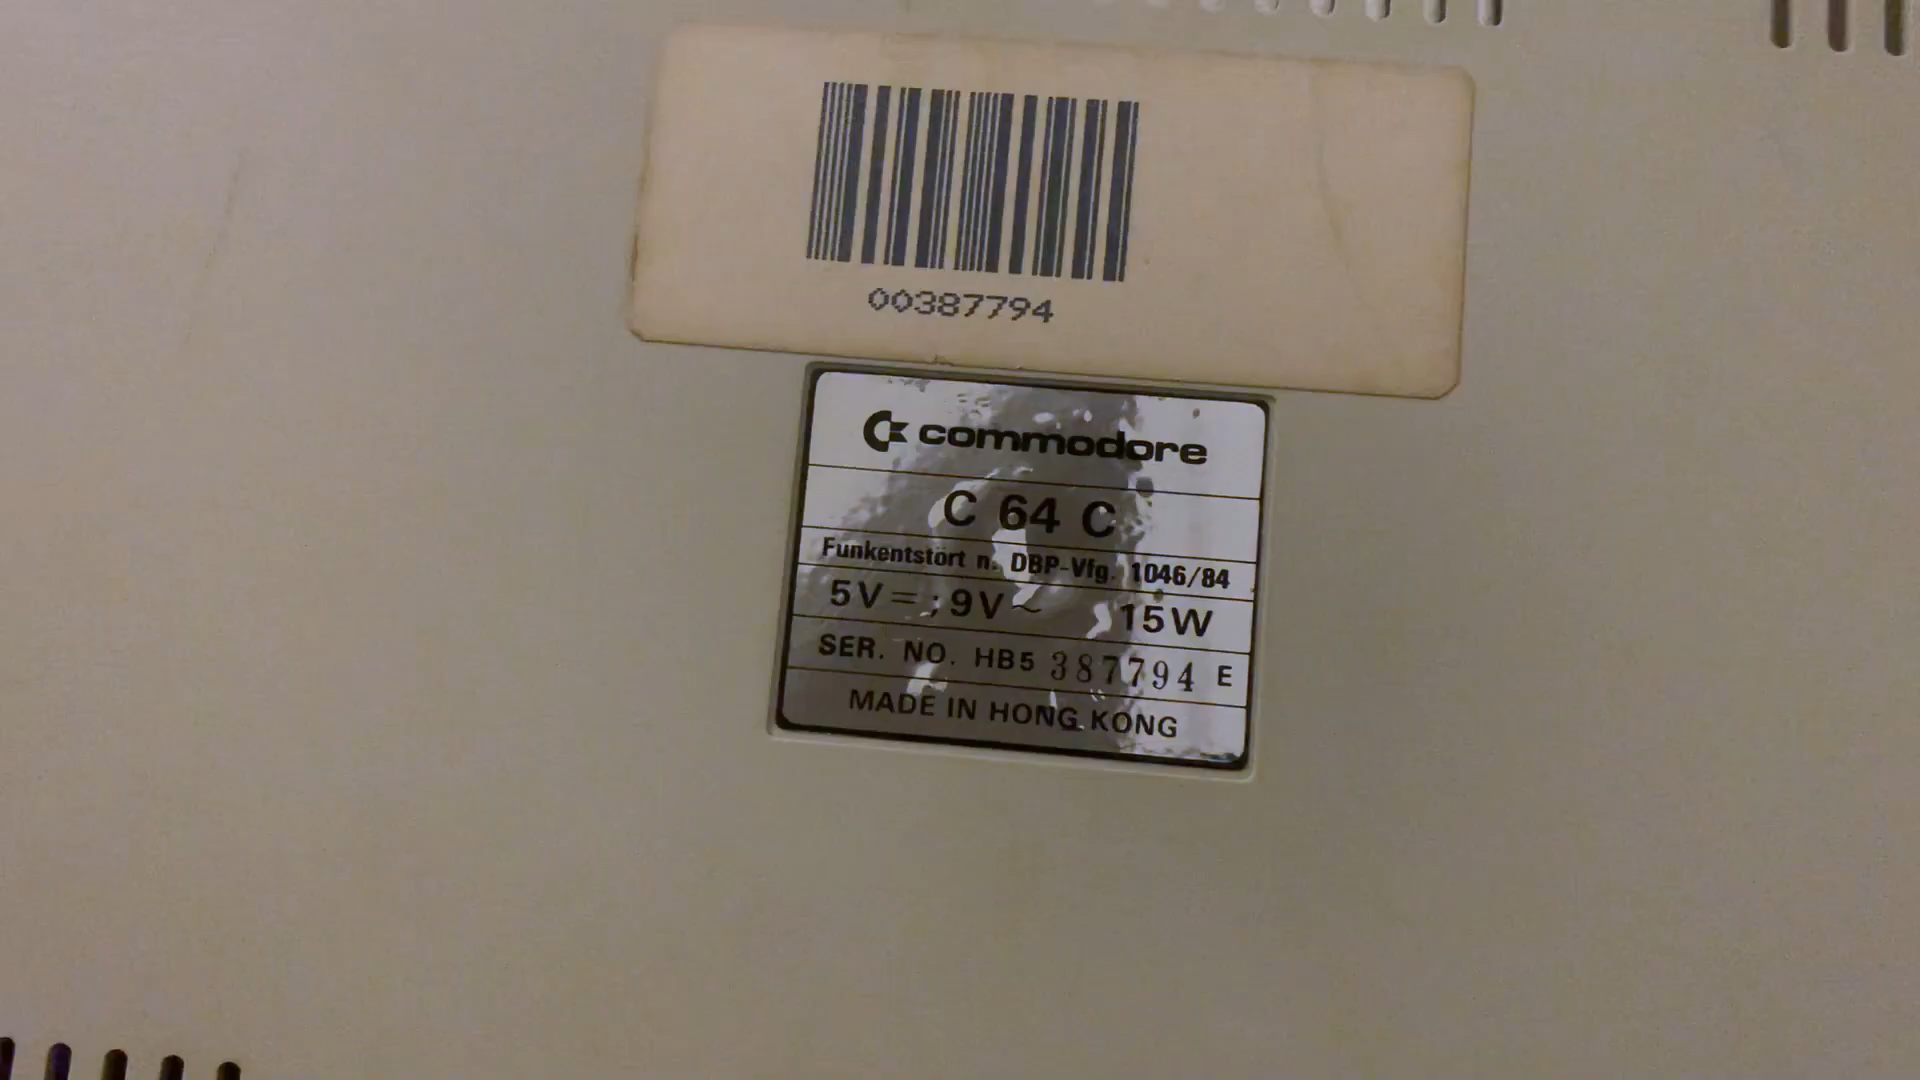 00387794
commodore
C 64 C
Funkentstört n. DBP-Vfg. 1046/84
5V⎓ ; 9V~ 15W
SER. NO. HB5 387794 E
MADE IN HONG KONG